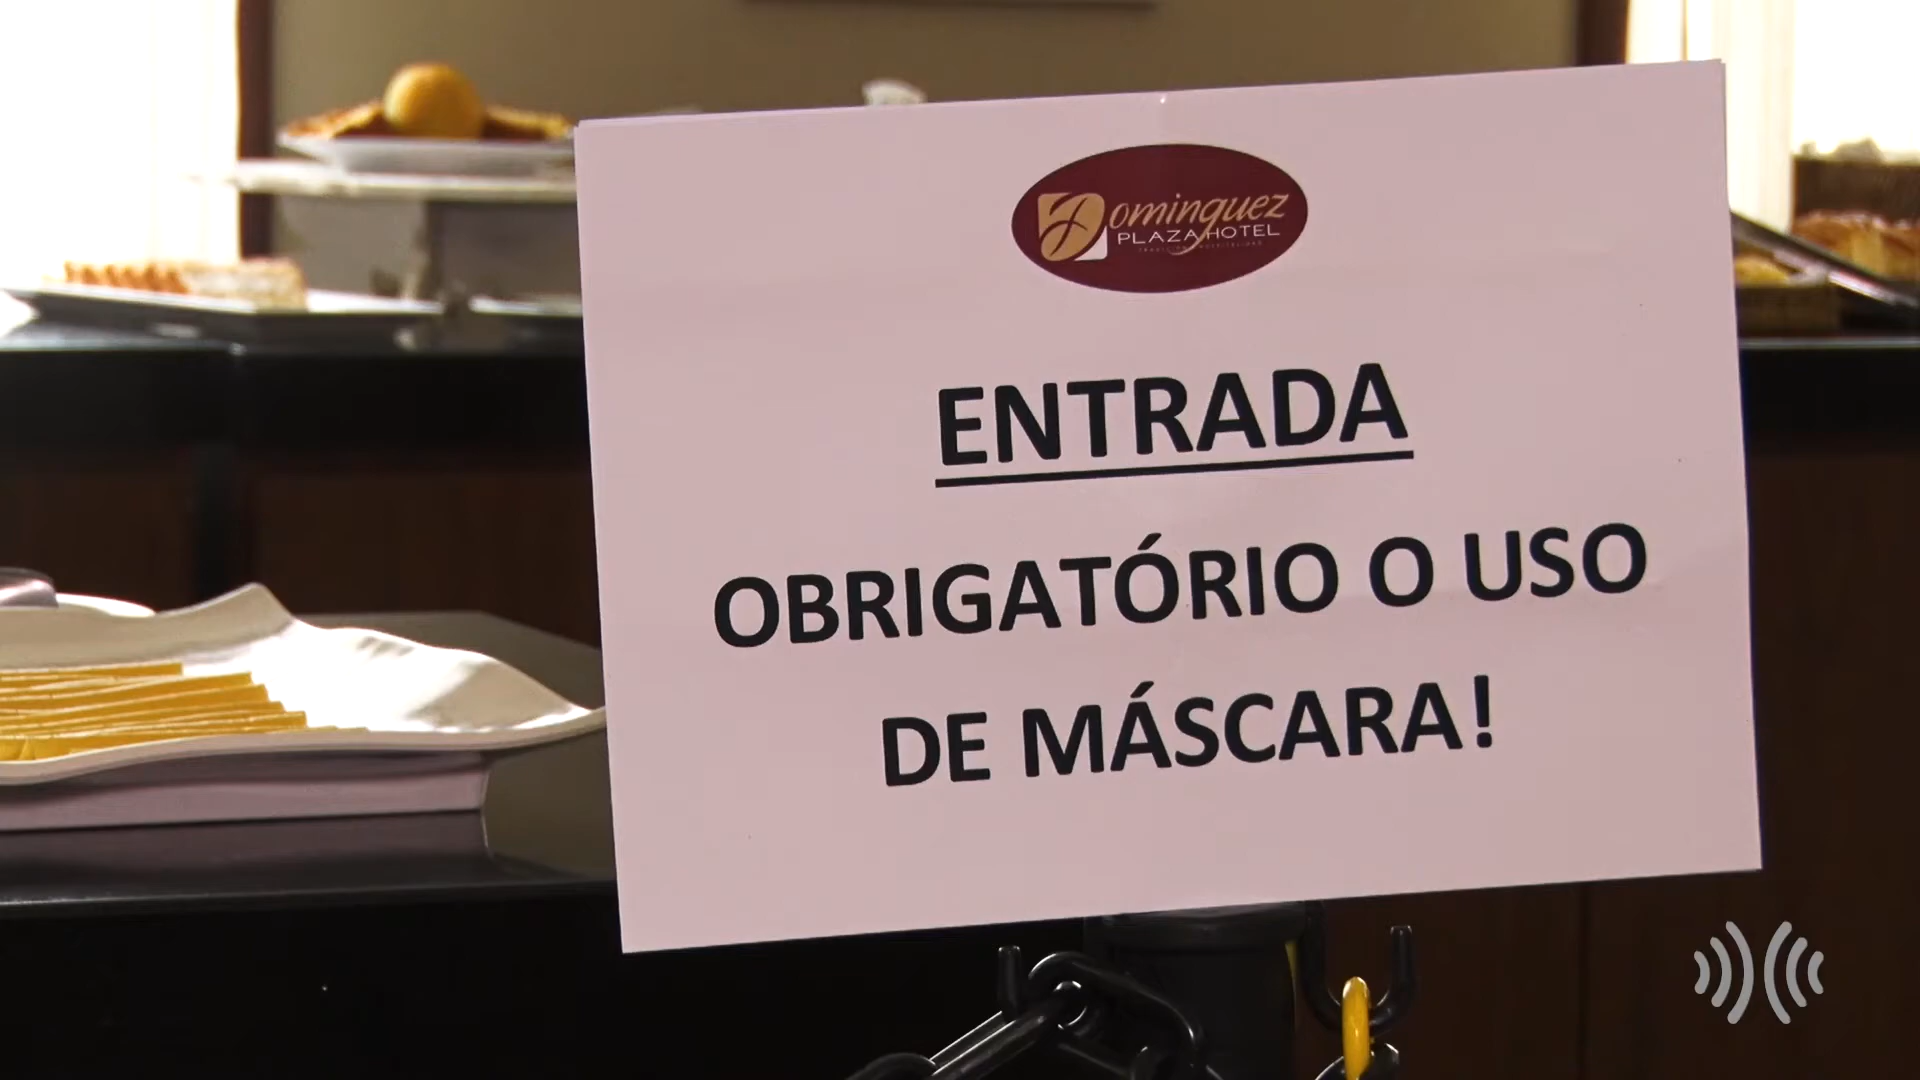 Dominguez
PLAZA HOTEL
ENTRADA
OBRIGATÓRIO O USO
DE MÁSCARA!